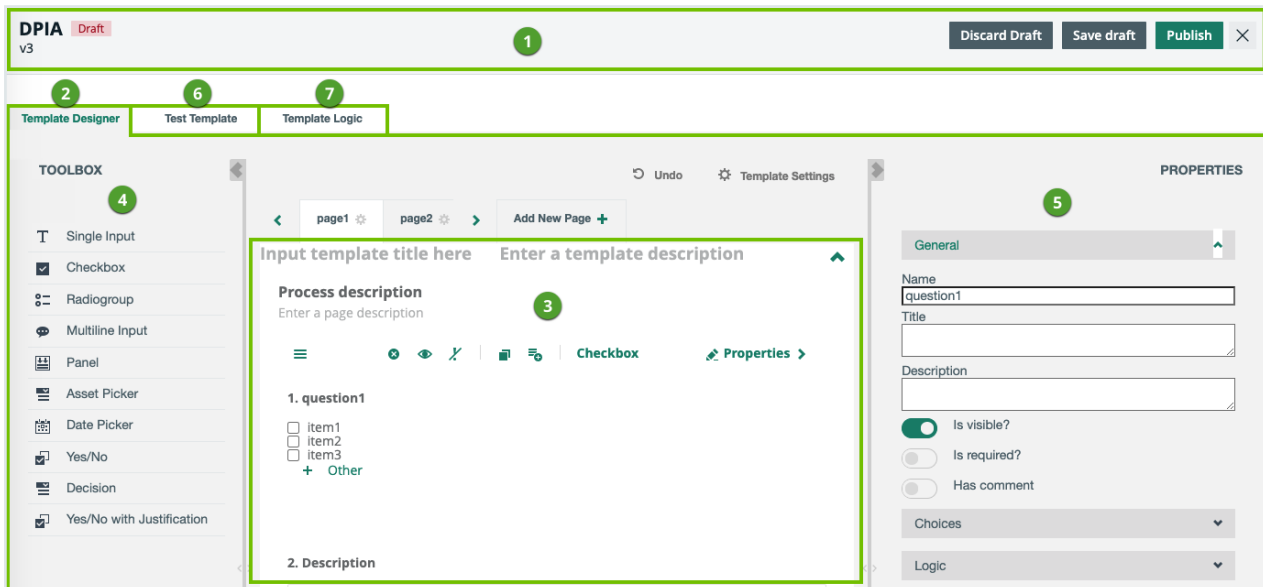 DPIA Draft
v3
1
Discard Draft Save draft Publish
2 6 7
Template Designer Test Template Template Logic
TOOLBOX
4
Single Input
Checkbox
Radiogroup
Multiline Input
Panel
Asset Picker
Date Picker
Yes/No
Decision
Yes/No with Justification
Undo Template Settings
page1 page2 Add New Page +
Input template title here Enter a template description
Process description
Enter a page description
3
Checkbox Properties
1. question1
item1
item2
item3
+ Other
2. Description
PROPERTIES
5
General
Name
question1
Title
Description
Is visible?
Is required?
Has comment
Choices
Logic